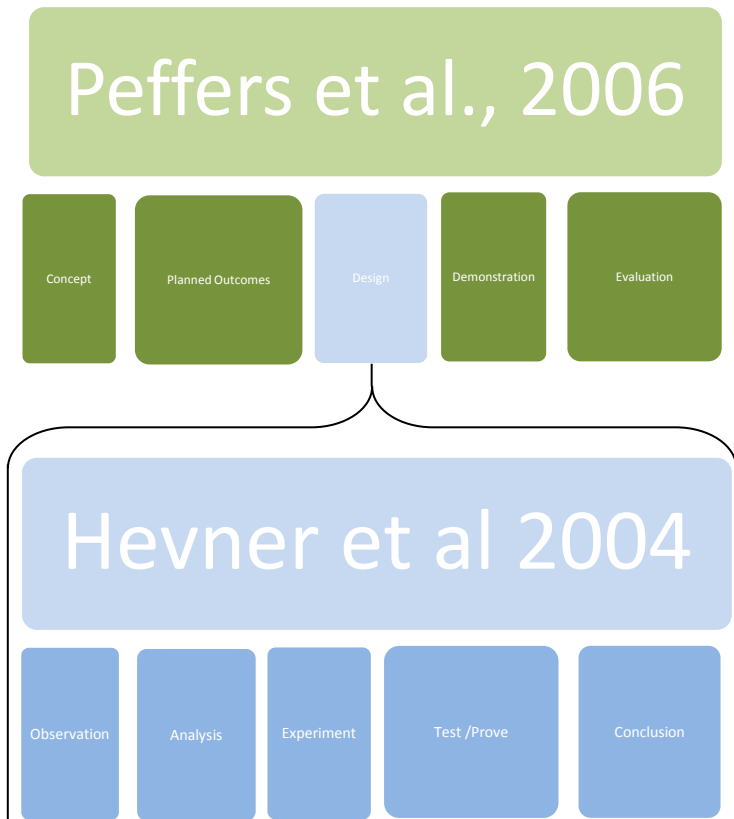 Peffers et al., 2006
Concept
Planned Outcomes
Design
Demonstration
Evaluation
Hevner et al 2004
Observation
Analysis
Experiment
Test /Prove
Conclusion